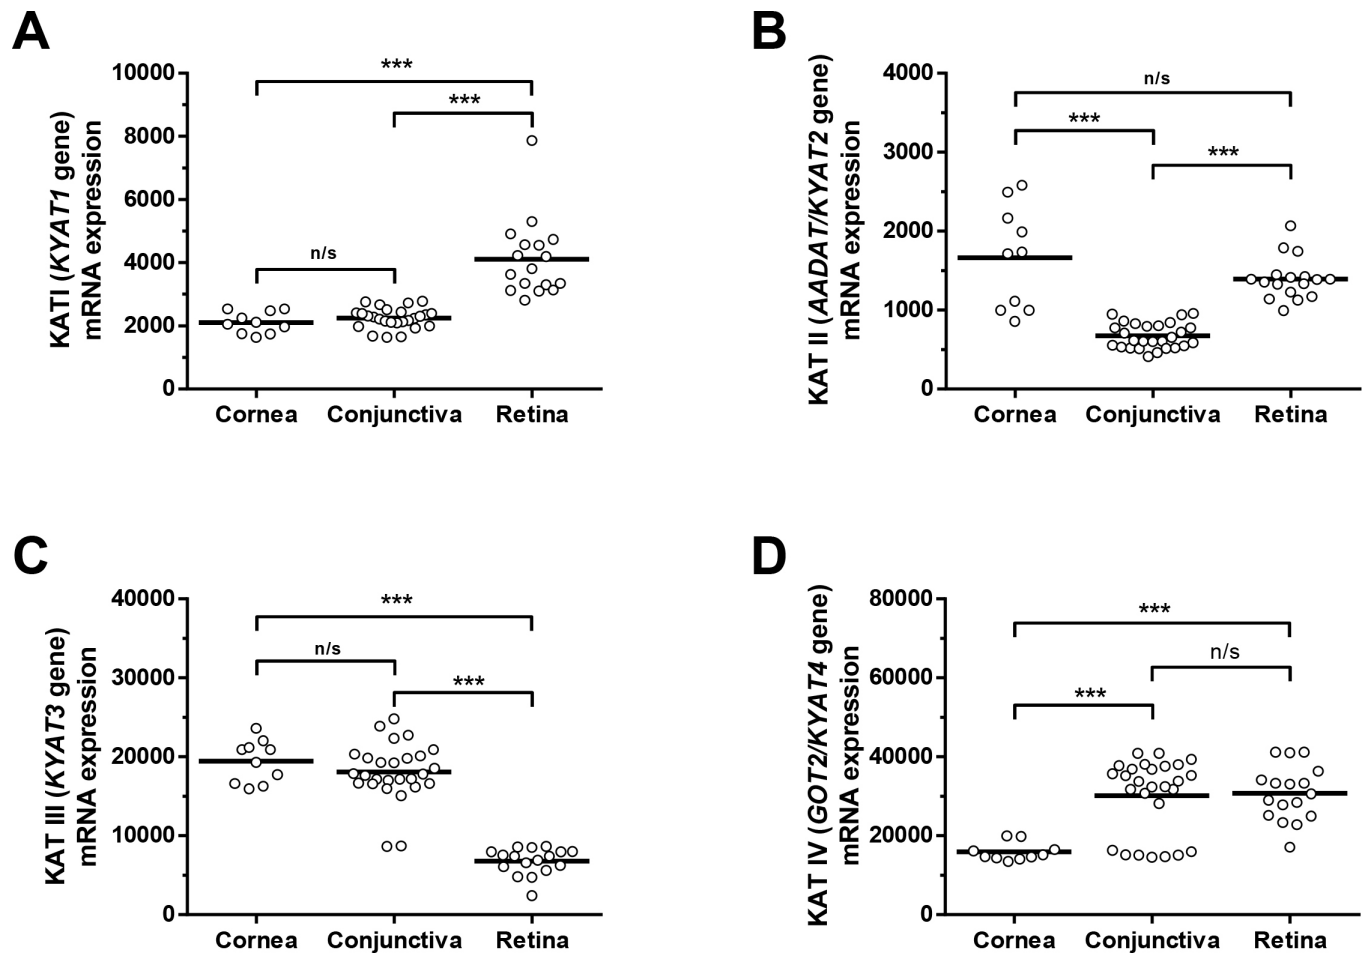 A
KATI (KYAT1 gene)
mRNA expression
10000
8000
6000
4000
2000
0
***
***
n/s
Cornea Conjunctiva Retina
B
KAT II (AADAT/KYAT2 gene)
mRNA expression
4000
3000
2000
1000
0
n/s
***
***
Cornea Conjunctiva Retina
C
KAT III (KYAT3 gene)
mRNA expression
40000
30000
20000
10000
0
***
n/s
***
Cornea Conjunctiva Retina
D
KAT IV (GOT2/KYAT4 gene)
mRNA expression
80000
60000
40000
20000
0
***
n/s
***
Cornea Conjunctiva Retina